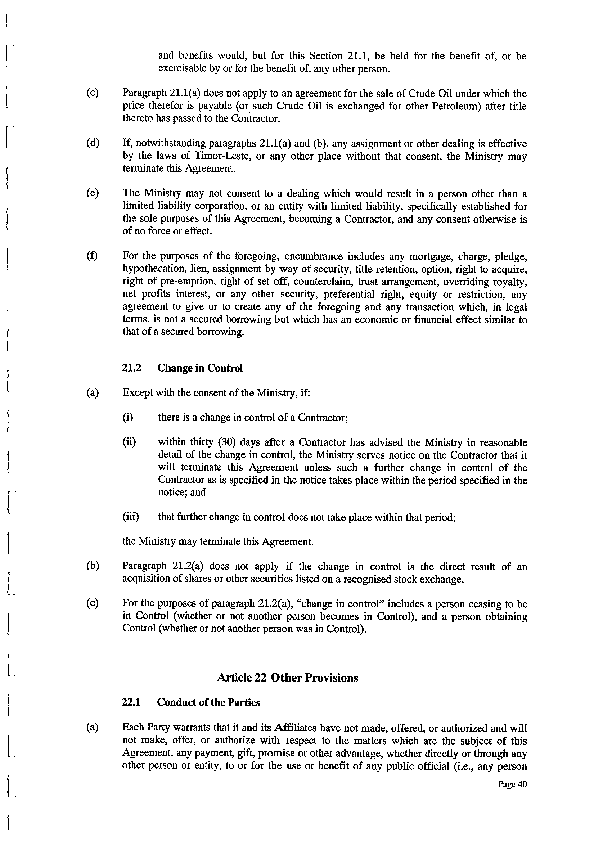 and benefits would, but for this Section 21.1, be held for the benefit of, or be
exercisable by or for the benefit of, any other person.
(c) Paragraph 21.1(a) does not apply to an agreement for the sale of Crude Oil under which the
price therefor is payable (or such Crude Oil is exchanged for other Petroleum) after title
thereto has passed to the Contractor.
(d) If, notwithstanding paragraphs 21.1(a) and (b), any assignment or other dealing is effective
by the laws of Timor-Leste, or any other place without that consent, the Ministry may
terminate this Agreement.
(e) The Ministry may not consent to a dealing which would result in a person other than a
limited liability corporation, or an entity with limited liability, specifically established for
the sole purposes of this Agreement, becoming a Contractor, and any consent otherwise is
of no force or effect.
(f) For the purposes of the foregoing, encumbrance includes any mortgage, charge, pledge,
hypothecation, lien, assignment by way of security, title retention, option, right to acquire,
right of pre-emption, right of set off, counterclaim, trust arrangement, overriding royalty,
net profits interest, or any other security, preferential right, equity or restriction, any
agreement to give or to create any of the foregoing and any transaction which, in legal
terms, is not a secured borrowing but which has an economic or financial effect similar to
that of a secured borrowing.
21.2 Change in Control
(a) Except with the consent of the Ministry, if:
(i) there is a change in control of a Contractor;
(ii) within thirty (30) days after a Contractor has advised the Ministry in reasonable
detail of the change in control, the Ministry serves notice on the Contractor that it
will terminate this Agreement unless such a further change in control of the
Contractor as is specified in the notice takes place within the period specified in the
notice; and
(iii) that further change in control does not take place within that period;
the Ministry may terminate this Agreement.
(b) Paragraph 21.2(a) does not apply if the change in control is the direct result of an
acquisition of shares or other securities listed on a recognised stock exchange.
(c) For the purposes of paragraph 21.2(a), "change in control" includes a person ceasing to be
in Control (whether or not another person becomes in Control), and a person obtaining
Control (whether or not another person was in Control).
Article 22 Other Provisions
22.1 Conduct of the Parties
(a) Each Party warrants that it and its Affiliates have not made, offered, or authorized and will
not make, offer, or authorize with respect to the matters which are the subject of this
Agreement, any payment, gift, promise or other advantage, whether directly or through any
other person or entity, to or for the use or benefit of any public official (i.e., any person
Page 40